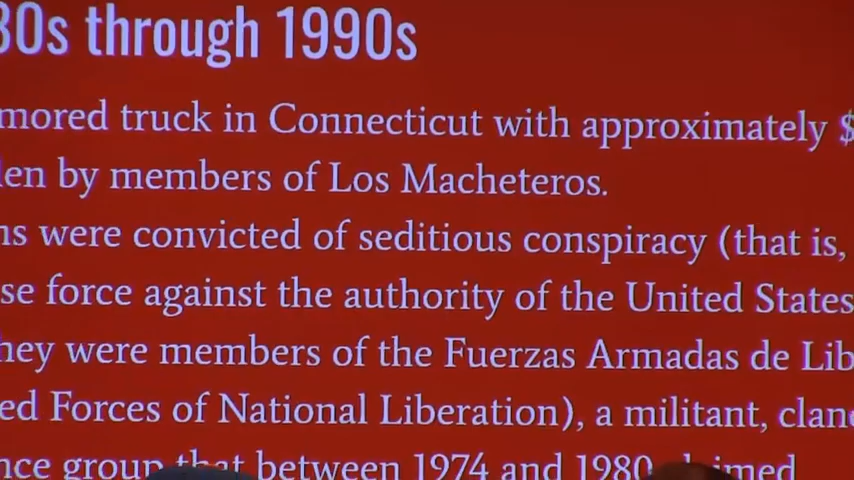 80s through 1990s
mored truck in Connecticut with approximately $
len by members of Los Macheteros.
ns were convicted of seditious conspiracy (that is,
se force against the authority of the United States
hey were members of the Fuerzas Armadas de Lib
ed Forces of National Liberation), a militant, cland
nce group that between 1974 and 1980 claimed